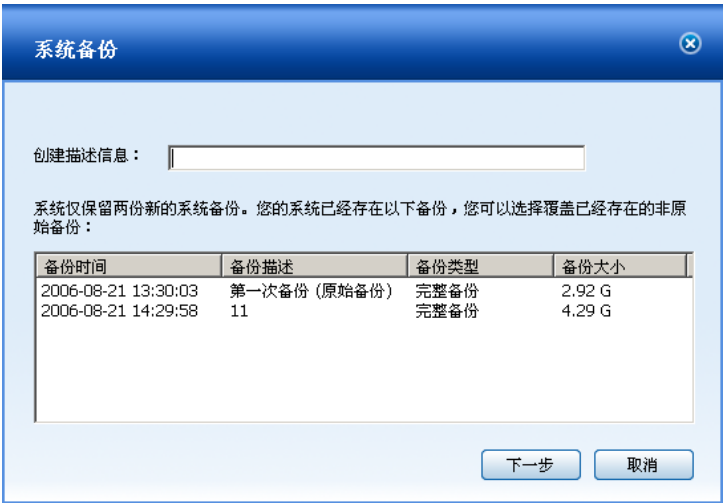 系统备份
创建描述信息：
系统仅保留两份新的系统备份。您的系统已经存在以下备份，您可以选择覆盖已经存在的非原
始备份：
备份时间 备份描述 备份类型 备份大小
2006-08-21 13:30:03 第一次备份 (原始备份) 完整备份 2.92 G
2006-08-21 14:29:58 11 完整备份 4.29 G
下一步 取消